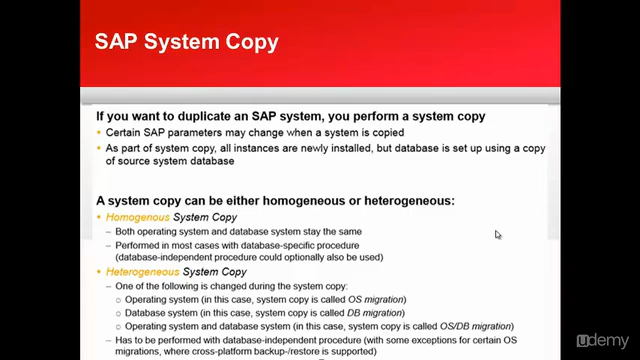 SAP System Copy
If you want to duplicate an SAP system, you perform a system copy
• Certain SAP parameters may change when a system is copied
• As part of system copy, all instances are newly installed, but database is set up using a copy
of source system database
A system copy can be either homogeneous or heterogeneous:
• Homogenous System Copy
– Both operating system and database system stay the same
– Performed in most cases with database-specific procedure
(database-independent procedure could optionally also be used)
• Heterogeneous System Copy
– One of the following is changed during the system copy:
o Operating system (in this case, system copy is called OS migration)
o Database system (in this case, system copy is called DB migration)
o Operating system and database system (in this case, system copy is called OS/DB migration)
– Has to be performed with database-independent procedure (with some exceptions for certain OS
migrations, where cross-platform backup-/restore is supported)
udemy